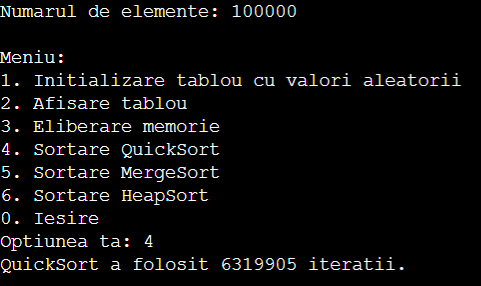 Numarul de elemente: 100000
Meniu:
1. Initializare tablou cu valori aleatorii
2. Afisare tablou
3. Eliberare memorie
4. Sortare QuickSort
5. Sortare MergeSort
6. Sortare HeapSort
0. Iesire
Optiunea ta: 4
QuickSort a folosit 6319905 iteratii.